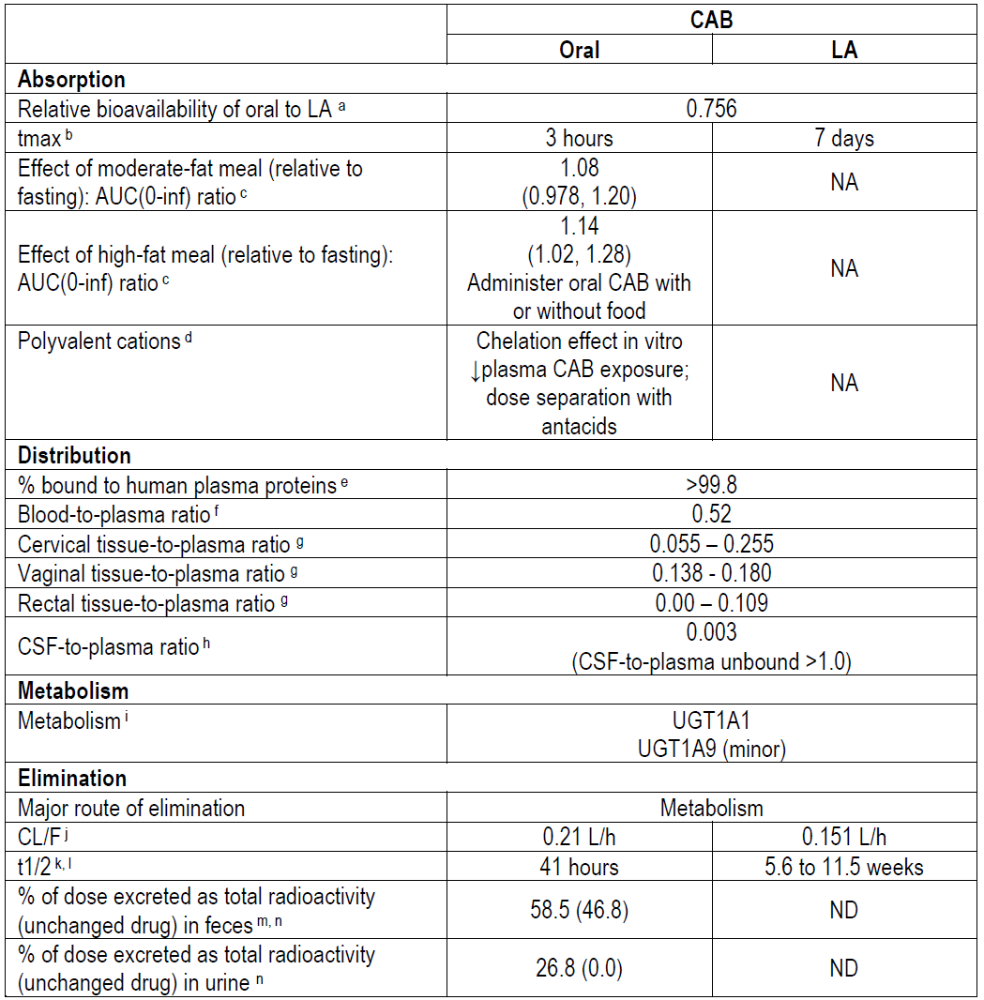 CAB
Oral LA
Absorption
Relative bioavailability of oral to LA a 0.756
tmax b 3 hours 7 days
Effect of moderate-fat meal (relative to
fasting): AUC(0-inf) ratio c
1.08
(0.978, 1.20)
NA
Effect of high-fat meal (relative to fasting):
AUC(0-inf) ratio c
1.14
(1.02, 1.28)
Administer oral CAB with
or without food
NA
Polyvalent cations d
Chelation effect in vitro
↓plasma CAB exposure;
dose separation with
antacids
NA
Distribution
% bound to human plasma proteins e >99.8
Blood-to-plasma ratio f 0.52
Cervical tissue-to-plasma ratio g 0.055 – 0.255
Vaginal tissue-to-plasma ratio g 0.138 - 0.180
Rectal tissue-to-plasma ratio g 0.00 – 0.109
CSF-to-plasma ratio h
0.003
(CSF-to-plasma unbound >1.0)
Metabolism
Metabolism i
UGT1A1
UGT1A9 (minor)
Elimination
Major route of elimination Metabolism
CL/F j 0.21 L/h 0.151 L/h
t1/2 k, l 41 hours 5.6 to 11.5 weeks
% of dose excreted as total radioactivity
(unchanged drug) in feces m, n
58.5 (46.8)
ND
% of dose excreted as total radioactivity
(unchanged drug) in urine n
26.8 (0.0)
ND